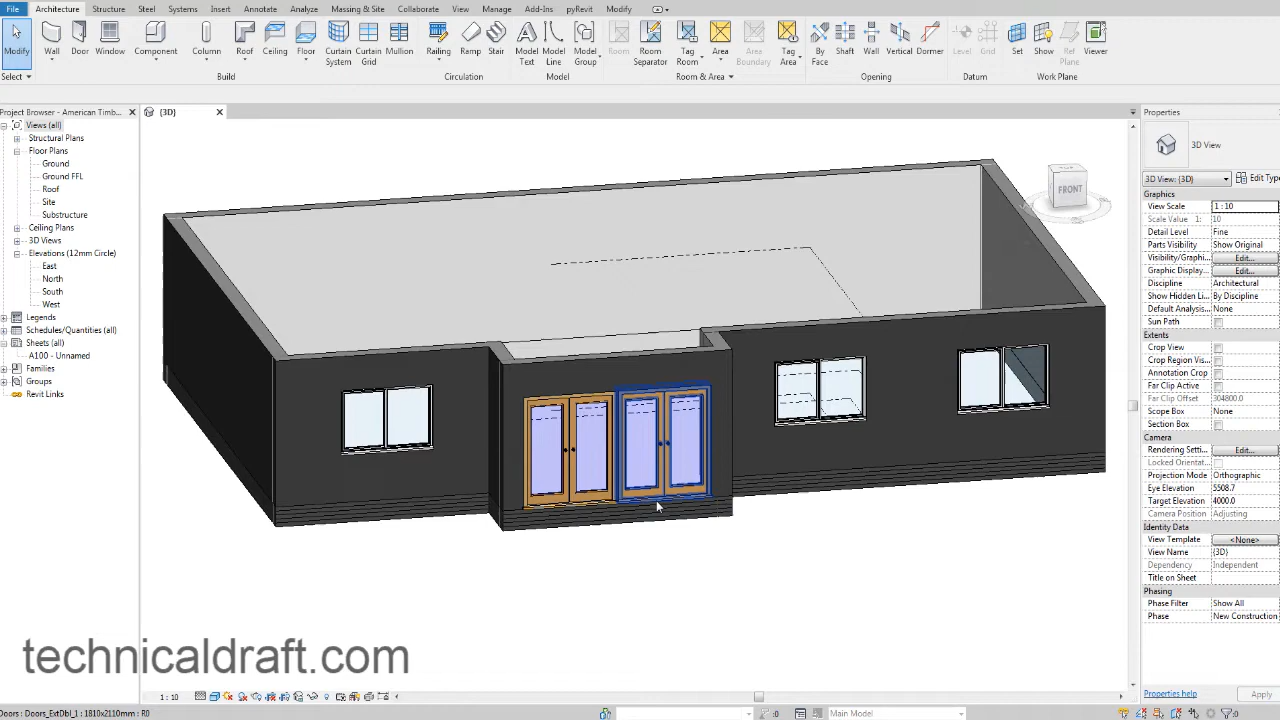 File Architecture Structure Steel Systems Insert Annotate Analyze Massing & Site Collaborate View Manage Add-Ins pyRevit Modify
Modify Wall Door Window Component Column Roof Ceiling Floor Curtain System Curtain Grid Mullion Railing Ramp Stair Model Text Model Line Model Group Room Room Separator Tag Room Area Area Boundary Tag Area By Face Shaft Wall Vertical Dormer Level Grid Set Show Ref Plane Viewer
Select Build Circulation Model Room & Area Opening Datum Work Plane
Project Browser - American Timb...
{3D}
Properties
Views (all)
Structural Plans
Floor Plans
Ground
Ground FFL
Roof
Site
Substructure
Ceiling Plans
3D Views
Elevations (12mm Circle)
East
North
South
West
Legends
Schedules/Quantities (all)
Sheets (all)
A100 - Unnamed
Families
Groups
Revit Links
FRONT
3D View
3D View: {3D} Edit Type
Graphics
View Scale 1 : 10
Scale Value 1: 10
Detail Level Fine
Parts Visibility Show Original
Visibility/Graphi... Edit...
Graphic Display... Edit...
Discipline Architectural
Show Hidden Li... By Discipline
Default Analysis... None
Sun Path
Extents
Crop View
Crop Region Vis...
Annotation Crop
Far Clip Active
Far Clip Offset 304800.0
Scope Box None
Section Box
Camera
Rendering Setti... Edit...
Locked Orientat...
Projection Mode Orthographic
Eye Elevation 5508.
Target Elevation 4000.0
Camera Position Adjusting
Identity Data
View Template <None>
View Name {3D}
Dependency Independent
Title on Sheet
Phasing
Phase Filter Show All
Phase New Construction
Properties help Apply
technicaldraft.com
1 : 10
Doors : Doors_ExtDbl_1 : 1810x2110mm : R0
:0 Main Model :0